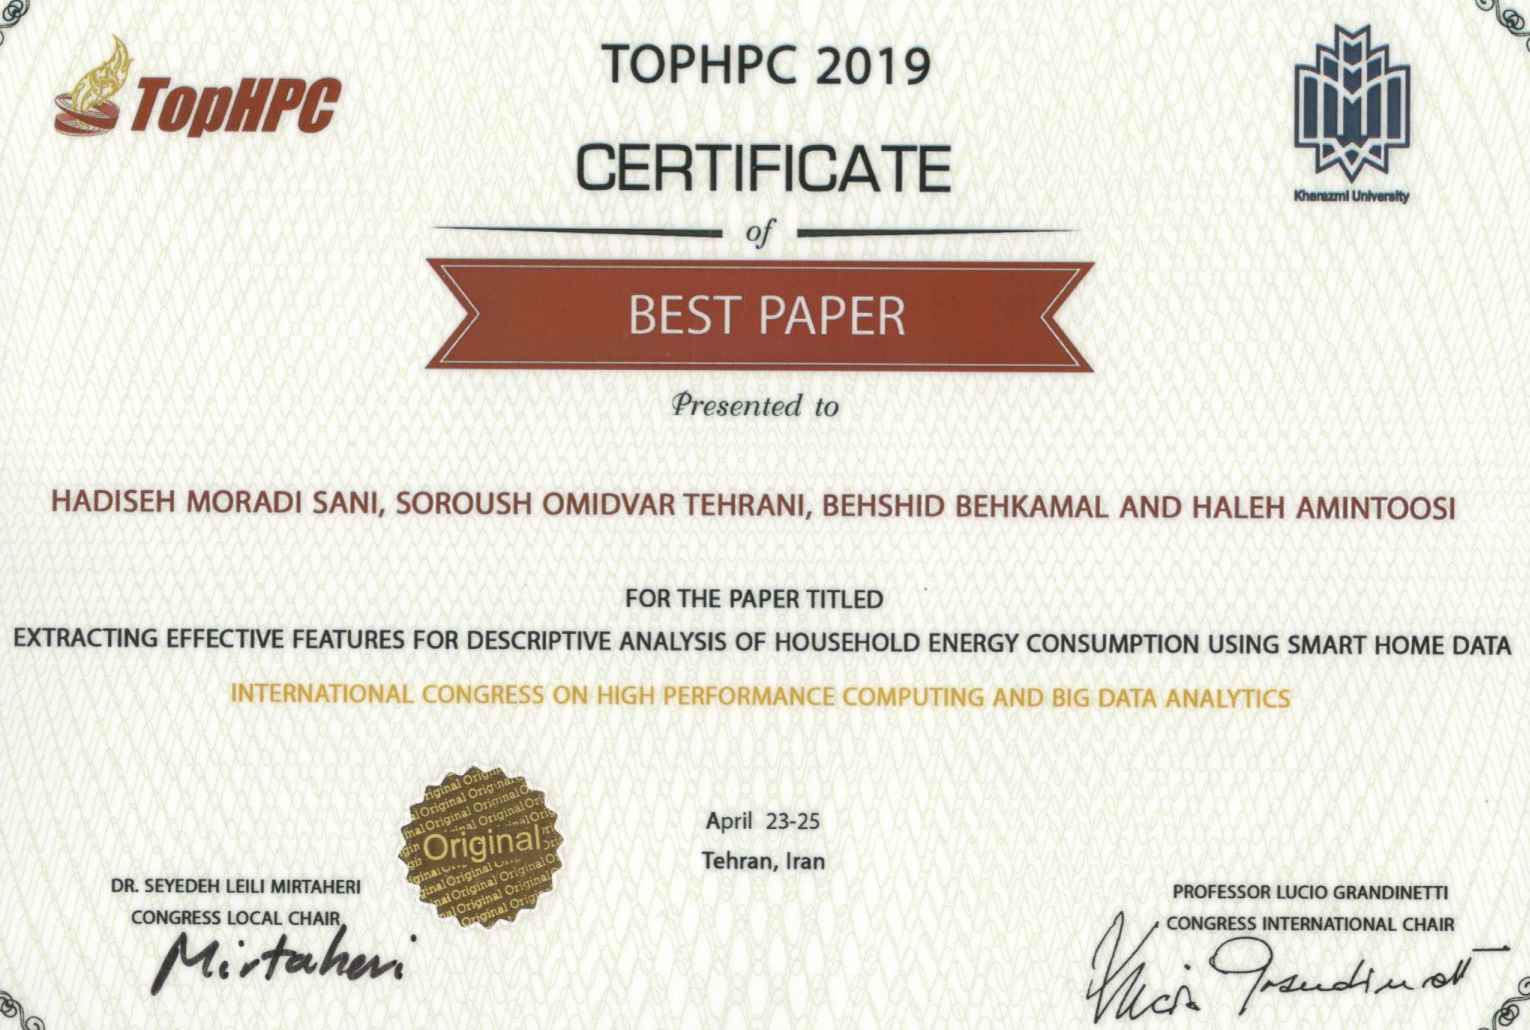 TopHPC
TOPHPC 2019
Kharazmi University
CERTIFICATE
of
BEST PAPER
Presented to
HADISEH MORADI SANI, SOROUSH OMIDVAR TEHRANI, BEHSHID BEHKAMAL AND HALEH AMINTOOSI
FOR THE PAPER TITLED
EXTRACTING EFFECTIVE FEATURES FOR DESCRIPTIVE ANALYSIS OF HOUSEHOLD ENERGY CONSUMPTION USING SMART HOME DATA
INTERNATIONAL CONGRESS ON HIGH PERFORMANCE COMPUTING AND BIG DATA ANALYTICS
Original
April 23-25
Tehran, Iran
DR. SEYEDEH LEILI MIRTAHERI
CONGRESS LOCAL CHAIR
Mirtaheri
PROFESSOR LUCIO GRANDINETTI
CONGRESS INTERNATIONAL CHAIR
Lucio Grandinetti